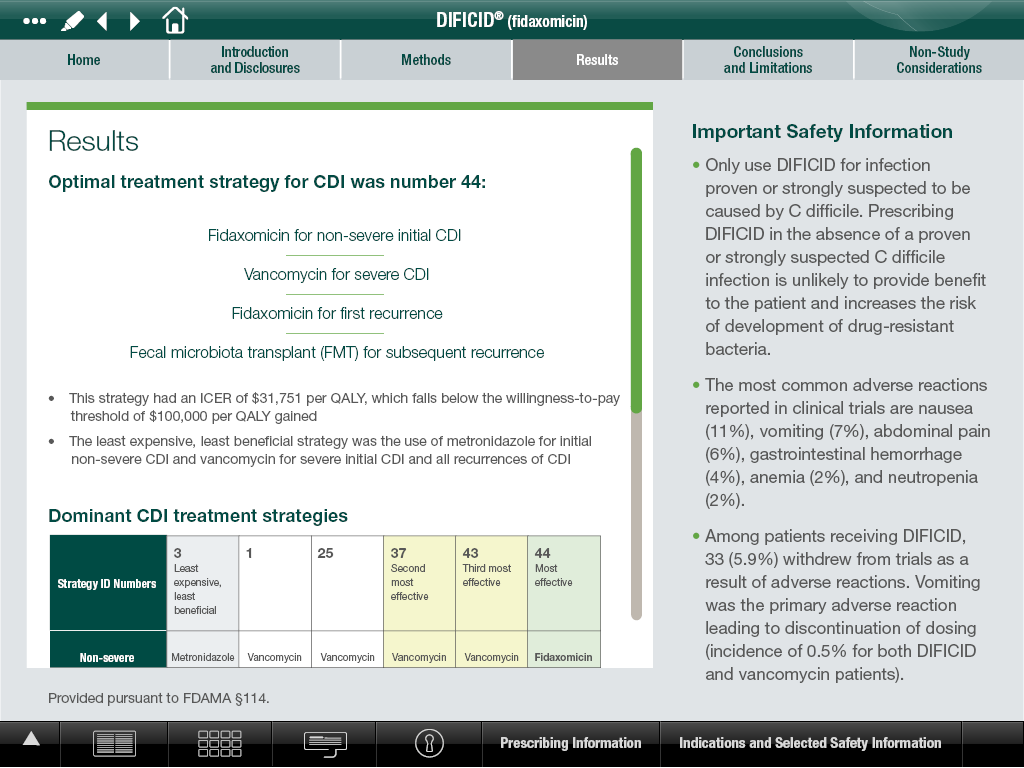 DIFICID® (fidaxomicin)
Home
Introduction
and Disclosures
Methods
Results
Conclusions
and Limitations
Non-Study
Considerations
Results
Optimal treatment strategy for CDI was number 44:
Fidaxomicin for non-severe initial CDI
Vancomycin for severe CDI
Fidaxomicin for first recurrence
Fecal microbiota transplant (FMT) for subsequent recurrence
• This strategy had an ICER of $31,751 per QALY, which falls below the willingness-to-pay
threshold of $100,000 per QALY gained
• The least expensive, least beneficial strategy was the use of metronidazole for initial
non-severe CDI and vancomycin for severe initial CDI and all recurrences of CDI
Dominant CDI treatment strategies
Strategy ID Numbers
3
Least
expensive,
least
beneficial
1
25
37
Second
most
effective
43
Third most
effective
44
Most
effective
Non-severe
Metronidazole
Vancomycin
Vancomycin
Vancomycin
Vancomycin
Fidaxomicin
Provided pursuant to FDAMA §114.
Important Safety Information
• Only use DIFICID for infection
proven or strongly suspected to be
caused by C difficile. Prescribing
DIFICID in the absence of a proven
or strongly suspected C difficile
infection is unlikely to provide benefit
to the patient and increases the risk
of development of drug-resistant
bacteria.
• The most common adverse reactions
reported in clinical trials are nausea
(11%), vomiting (7%), abdominal pain
(6%), gastrointestinal hemorrhage
(4%), anemia (2%), and neutropenia
(2%).
• Among patients receiving DIFICID,
33 (5.9%) withdrew from trials as a
result of adverse reactions. Vomiting
was the primary adverse reaction
leading to discontinuation of dosing
(incidence of 0.5% for both DIFICID
and vancomycin patients).
Prescribing Information
Indications and Selected Safety Information